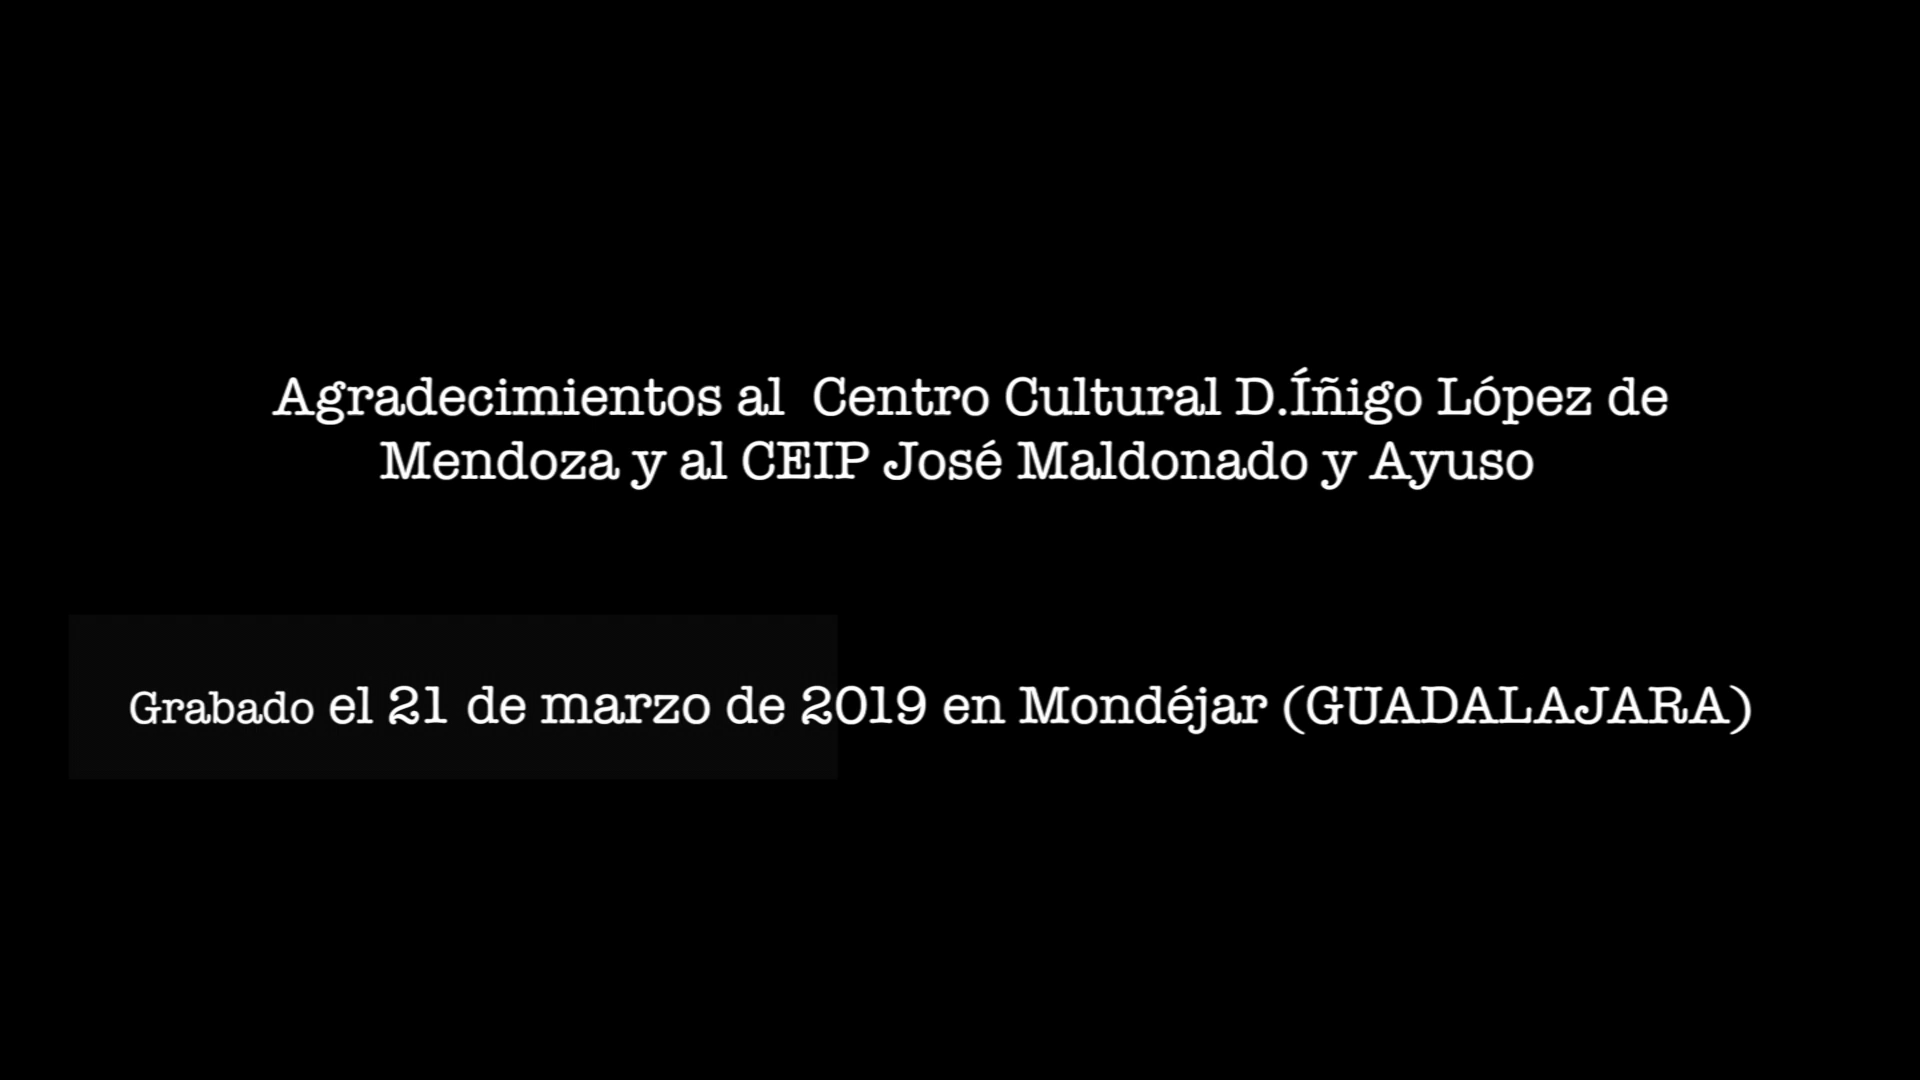 Agradecimientos al  Centro Cultural D.Íñigo López de
Mendoza y al CEIP José Maldonado y Ayuso
Grabado el 21 de marzo de 2019 en Mondéjar (GUADALAJARA)